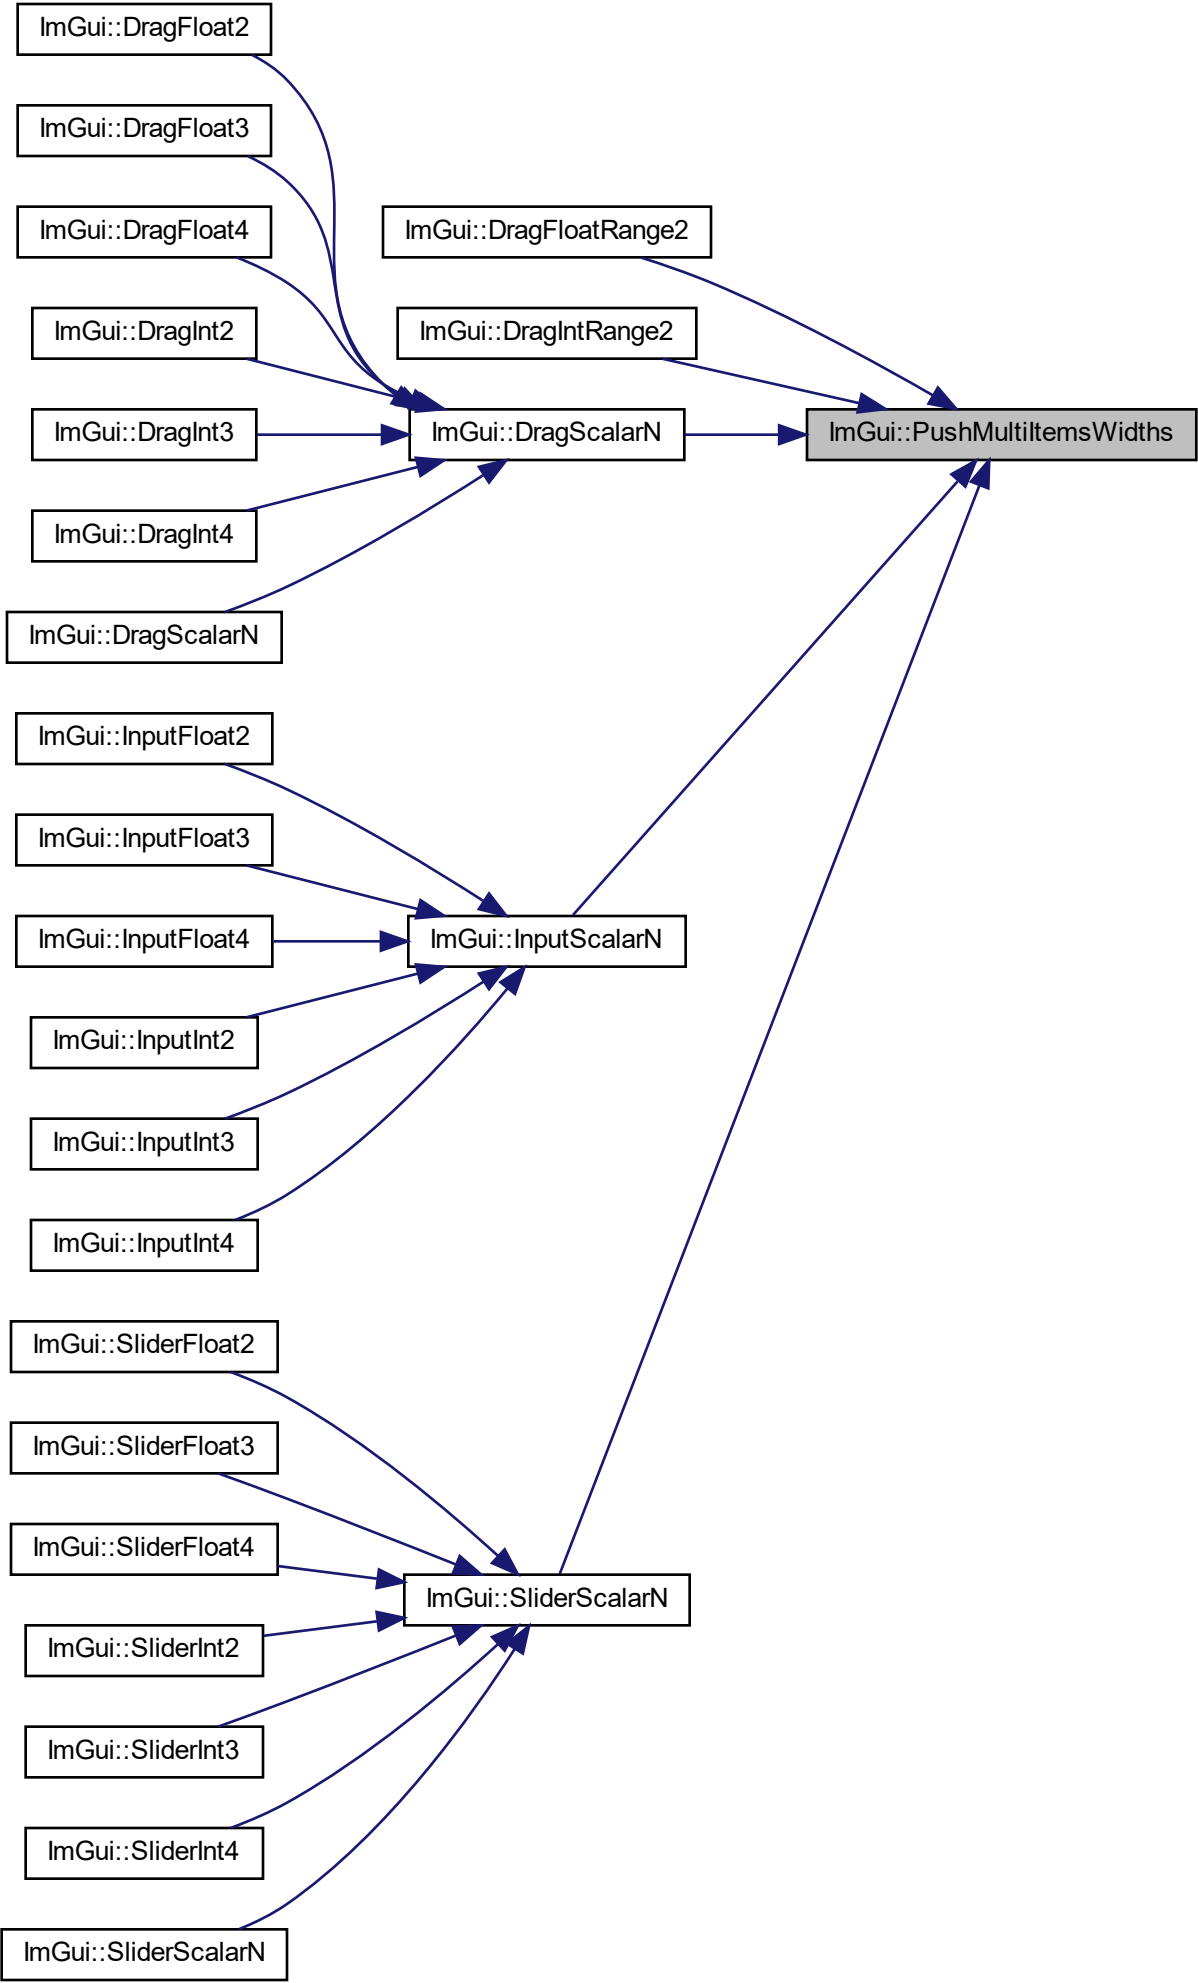 ImGui::DragFloat2
ImGui::DragFloat3
ImGui::DragFloat4
ImGui::DragFloatRange2
ImGui::DragInt2
ImGui::DragIntRange2
ImGui::DragInt3
ImGui::DragScalarN
ImGui::PushMultiItemsWidths
ImGui::DragInt4
ImGui::DragScalarN
ImGui::InputFloat2
ImGui::InputFloat3
ImGui::InputFloat4
ImGui::InputScalarN
ImGui::InputInt2
ImGui::InputInt3
ImGui::InputInt4
ImGui::SliderFloat2
ImGui::SliderFloat3
ImGui::SliderFloat4
ImGui::SliderScalarN
ImGui::SliderInt2
ImGui::SliderInt3
ImGui::SliderInt4
ImGui::SliderScalarN